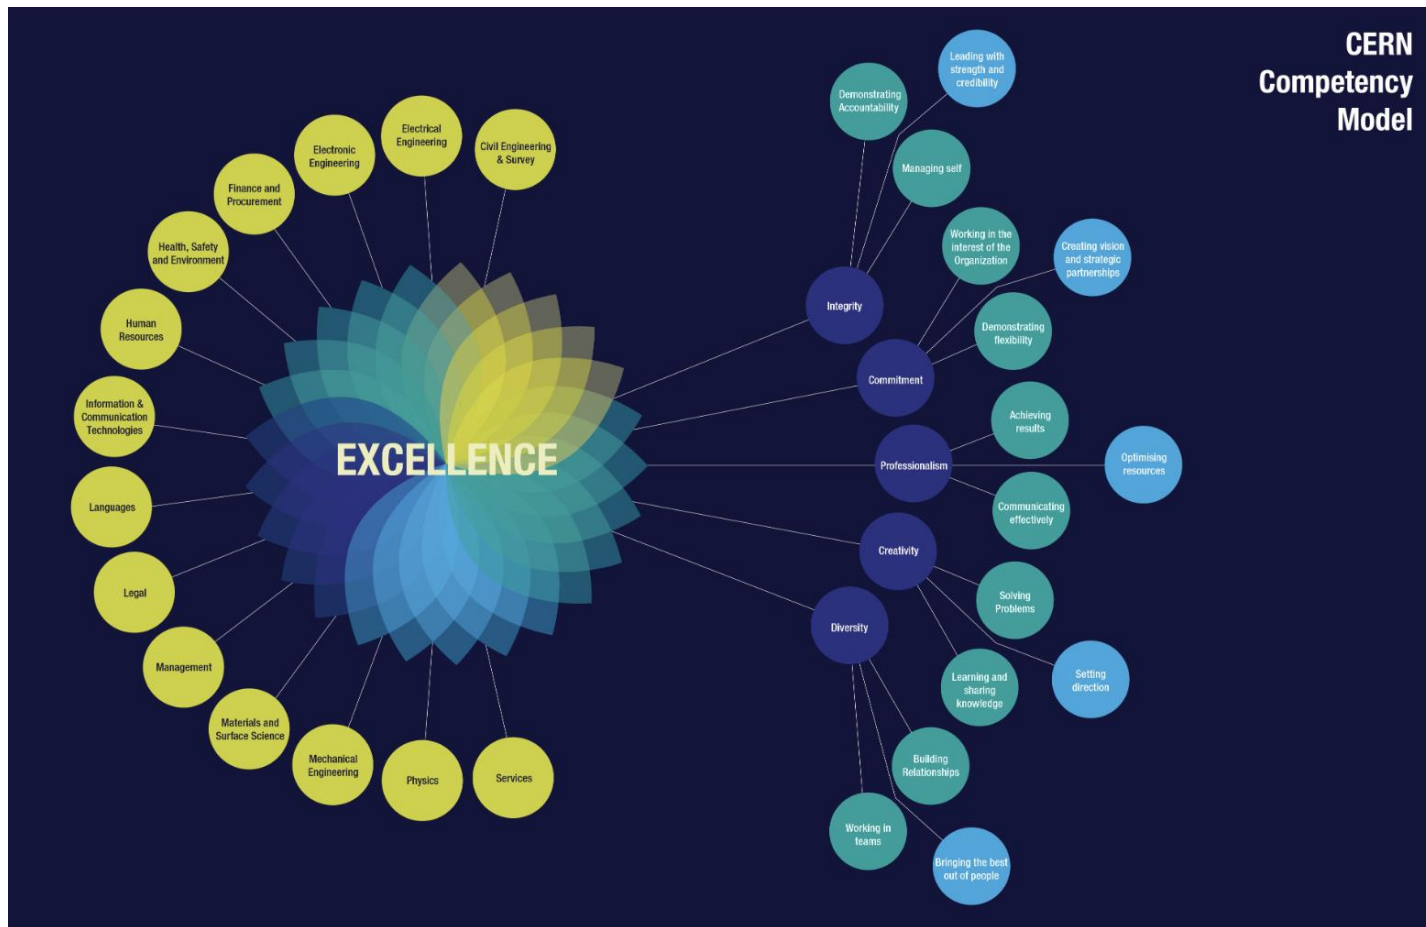 CERN
Competency
Model
Civil Engineering
& Survey
Electrical
Engineering
Electronic
Engineering
Finance and
Procurement
Health, Safety
and Environment
Human
Resources
Information &
Communication
Technologies
Languages
Legal
Management
Materials and
Surface Science
Mechanical
Engineering
Physics
Services
EXCELLENCE
Integrity
Demonstrating
Accountability
Leading with
strength and
credibility
Managing self
Commitment
Working in the
interest of the
Organization
Creating vision
and strategic
partnerships
Demonstrating
flexibility
Professionalism
Achieving
results
Optimising
resources
Communicating
effectively
Creativity
Solving
Problems
Setting
direction
Learning and
sharing
knowledge
Diversity
Building
Relationships
Working in
teams
Bringing the best
out of people